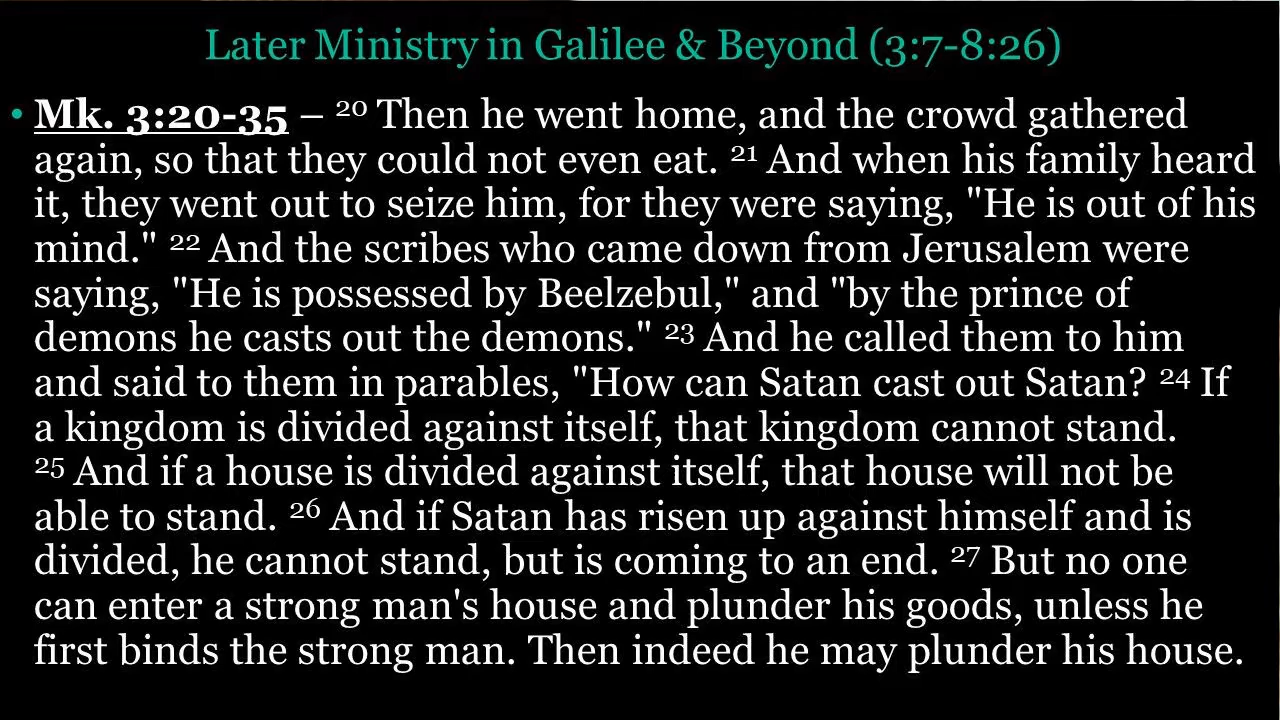 Later Ministry in Galilee & Beyond (3:7-8:26)
• Mk. 3:20-35 – 20 Then he went home, and the crowd gathered
again, so that they could not even eat. 21 And when his family heard
it, they went out to seize him, for they were saying, "He is out of his
mind." 22 And the scribes who came down from Jerusalem were
saying, "He is possessed by Beelzebul," and "by the prince of
demons he casts out the demons." 23 And he called them to him
and said to them in parables, "How can Satan cast out Satan? 24 If
a kingdom is divided against itself, that kingdom cannot stand.
25 And if a house is divided against itself, that house will not be
able to stand. 26 And if Satan has risen up against himself and is
divided, he cannot stand, but is coming to an end. 27 But no one
can enter a strong man's house and plunder his goods, unless he
first binds the strong man. Then indeed he may plunder his house.